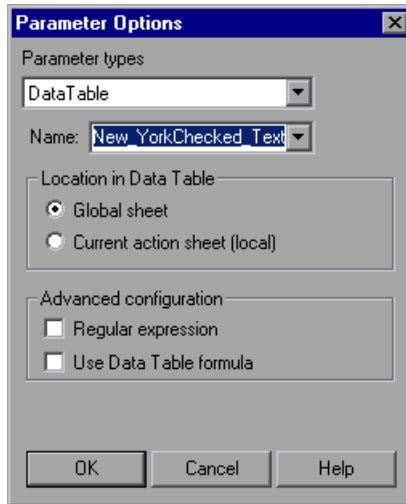 Parameter Options
Parameter types
DataTable
Name: New_YorkChecked_Text
Location in Data Table
Global sheet
Current action sheet (local)
Advanced configuration
Regular expression
Use Data Table formula
OK Cancel Help